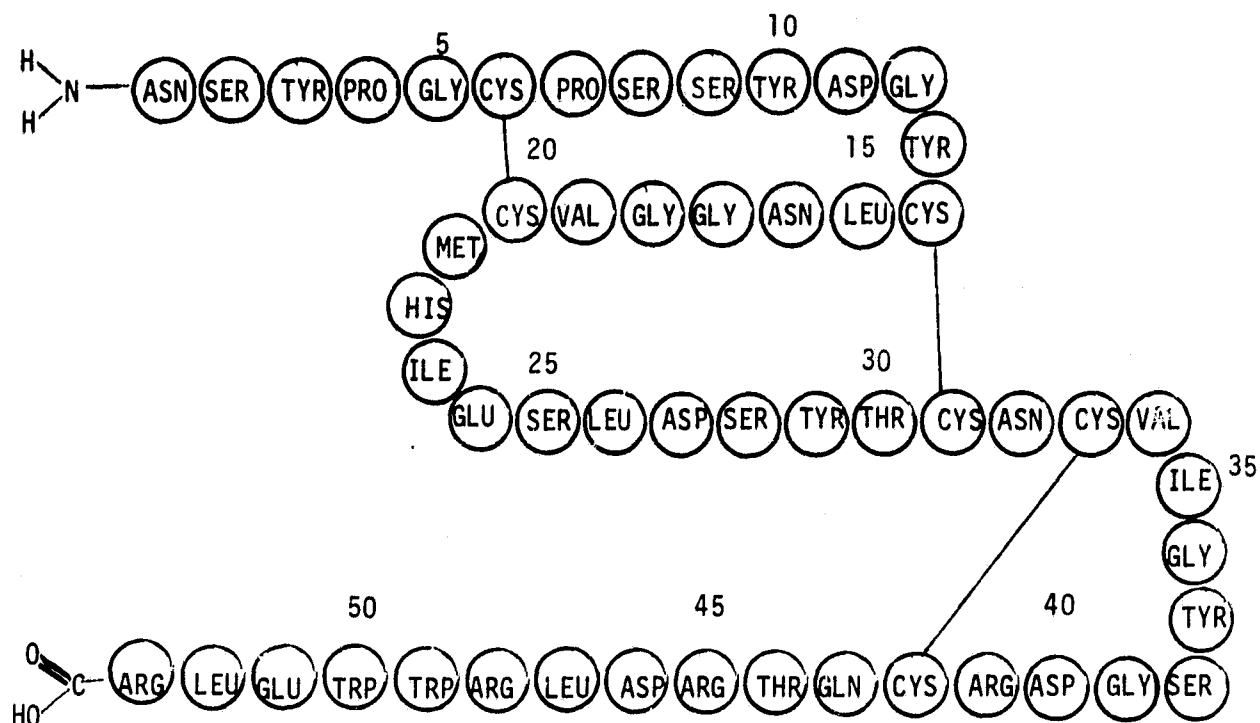 5 10
H
H N ASN SER TYR PRO GLY CYS PRO SER SER TYR ASP GLY
TYR
20 15
CYS VAL GLY GLY ASN LEU CYS
MET
HIS
ILE
25 30
GLU SER LEU ASP SER TYR THR CYS ASN CYS VAL
ILE 35
GLY
TYR
50 45 40
O
HO C ARG LEU GLU TRP TRP ARG LEU ASP ARG THR GLN CYS ARG ASP GLY SER